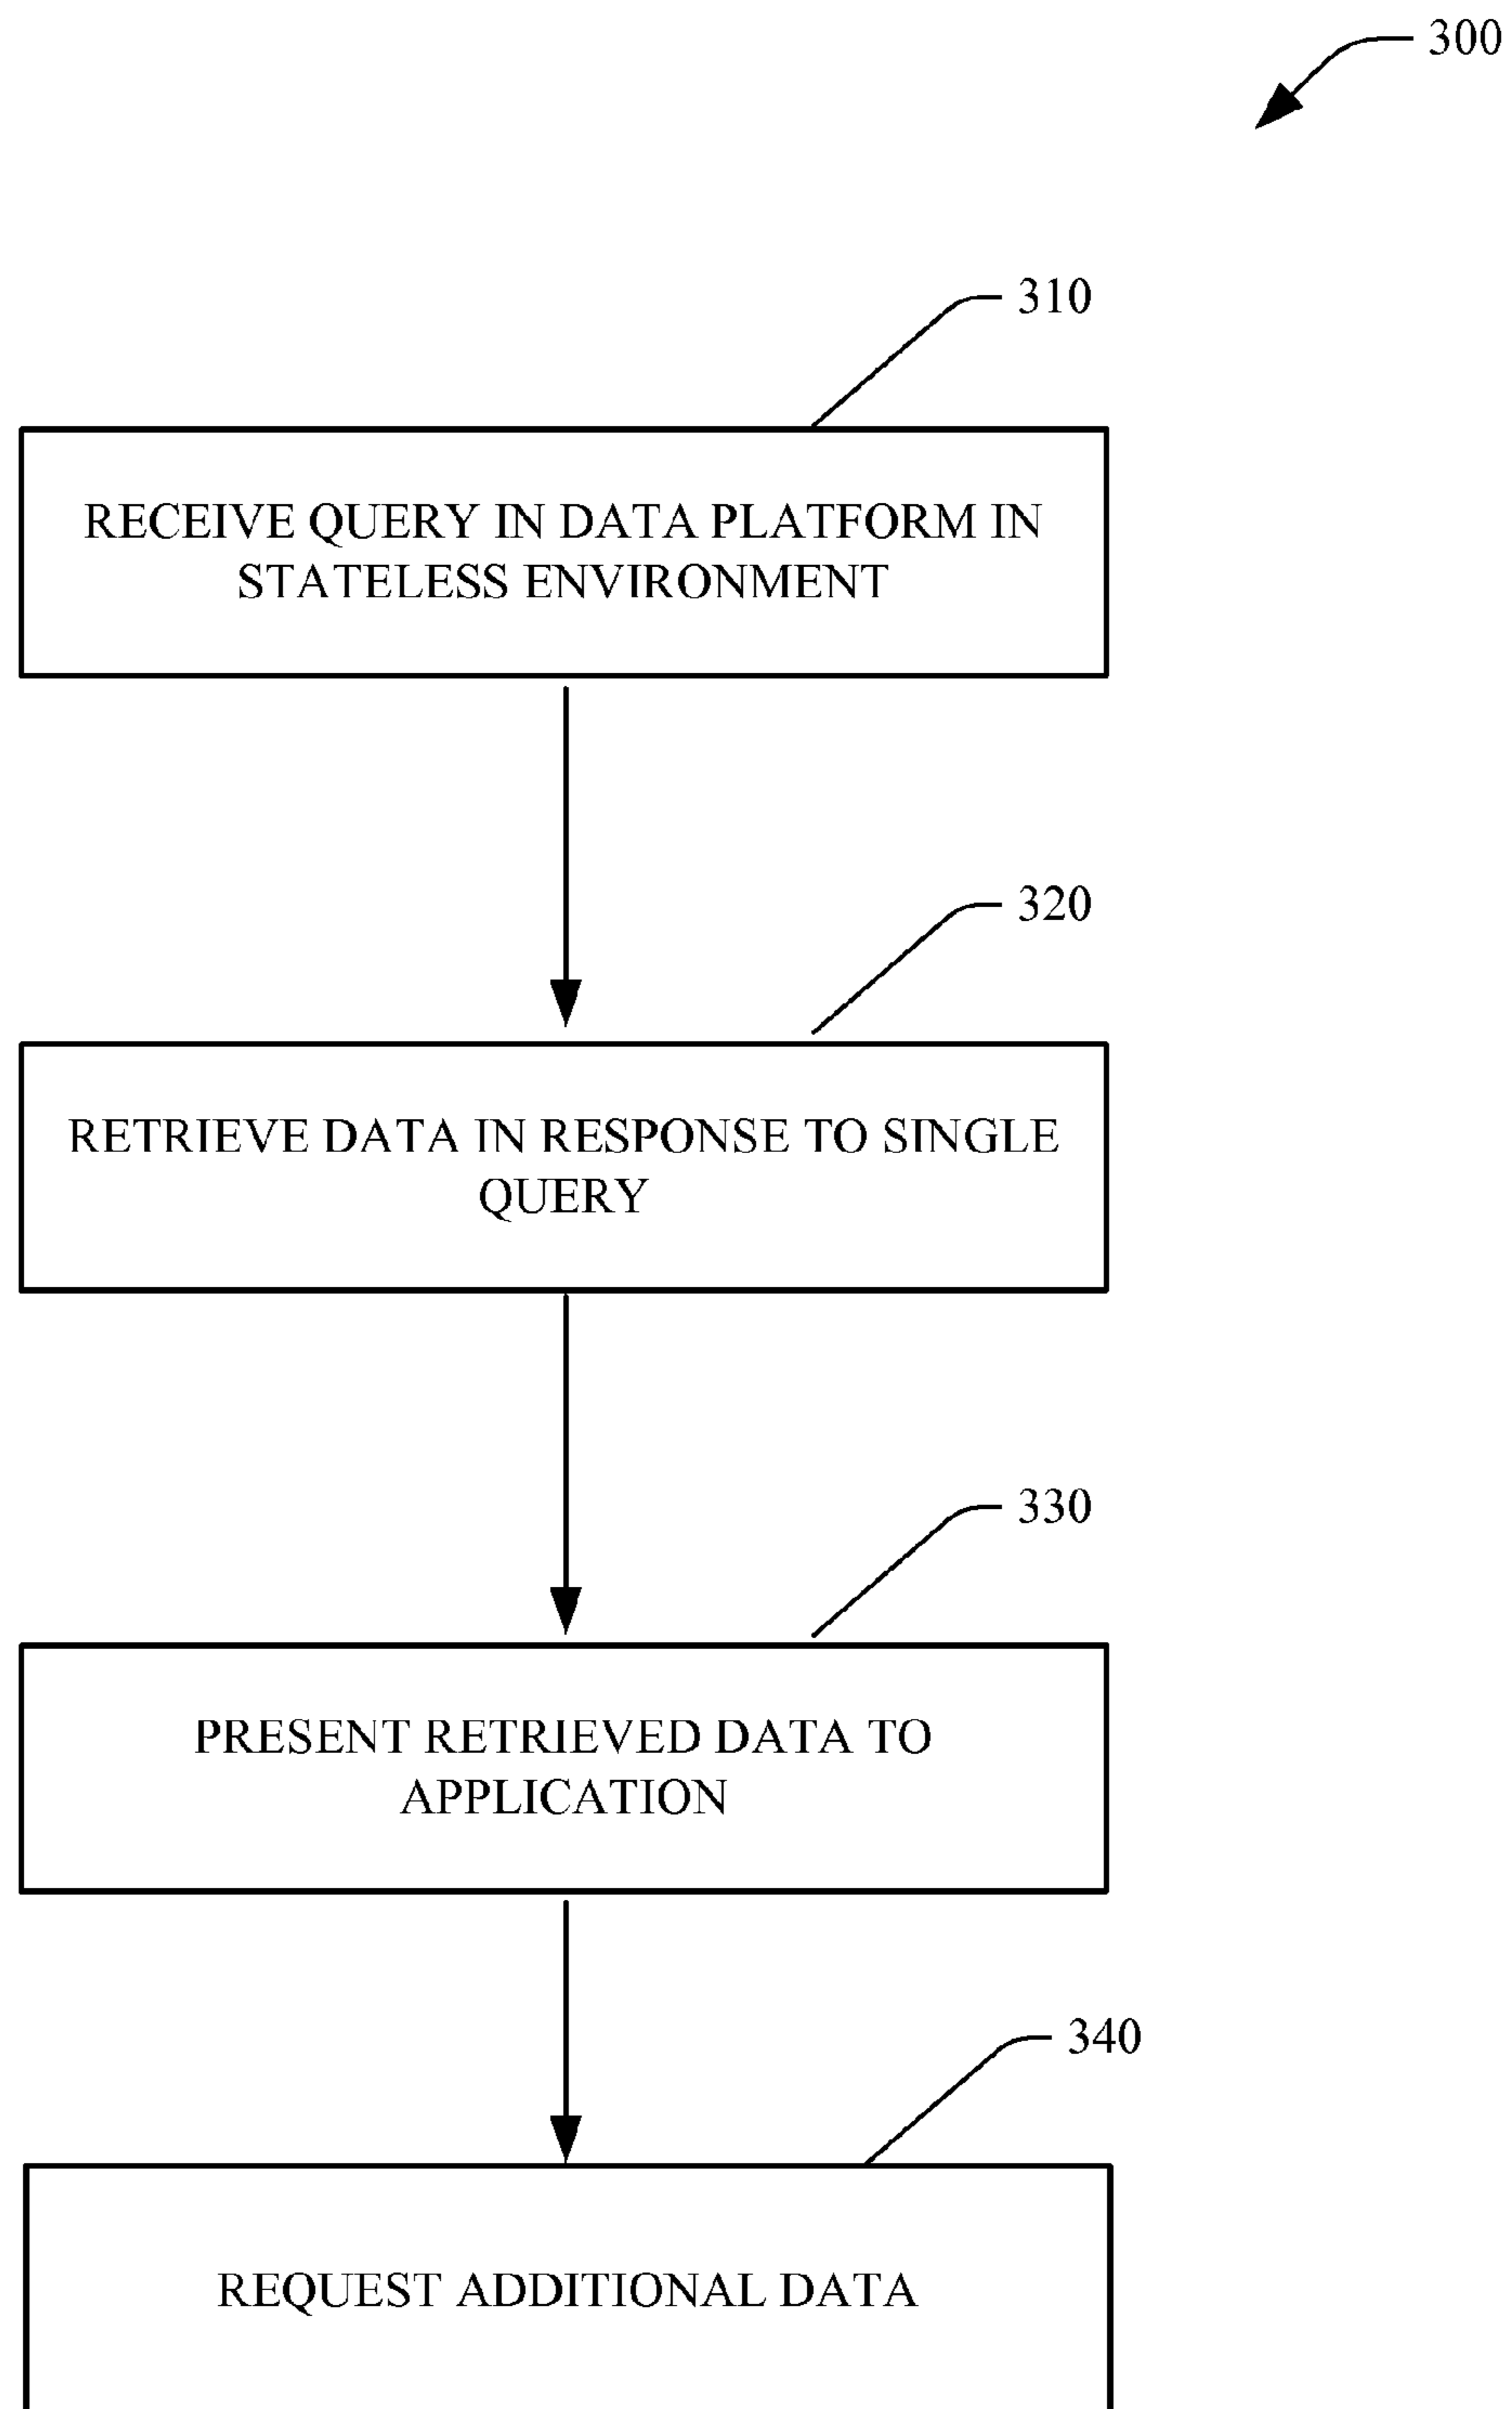 300
310
RECEIVE QUERY IN DATA PLATFORM IN
STATELESS ENVIRONMENT
320
RETRIEVE DATA IN RESPONSE TO SINGLE
QUERY
330
PRESENT RETRIEVED DATA TO
APPLICATION
340
REQUEST ADDITIONAL DATA